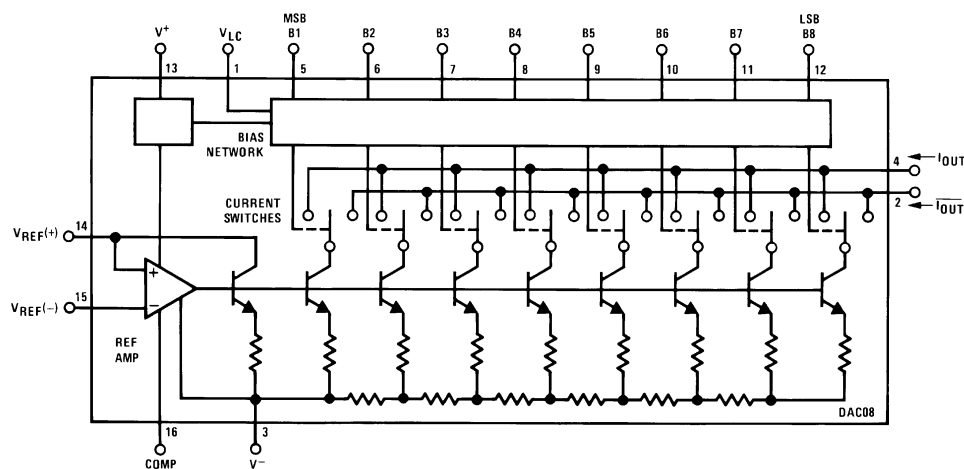 MSB LSB
V+ VLC B1 B2 B3 B4 B5 B6 B7 B8
13 1 5 6 7 8 9 10 11 12
BIAS
NETWORK
4 IOUT
CURRENT
SWITCHES
2 IOUT
14
VREF(+)
+
15
VREF(−)
−
REF
AMP
DAC08
16 3
COMP V−